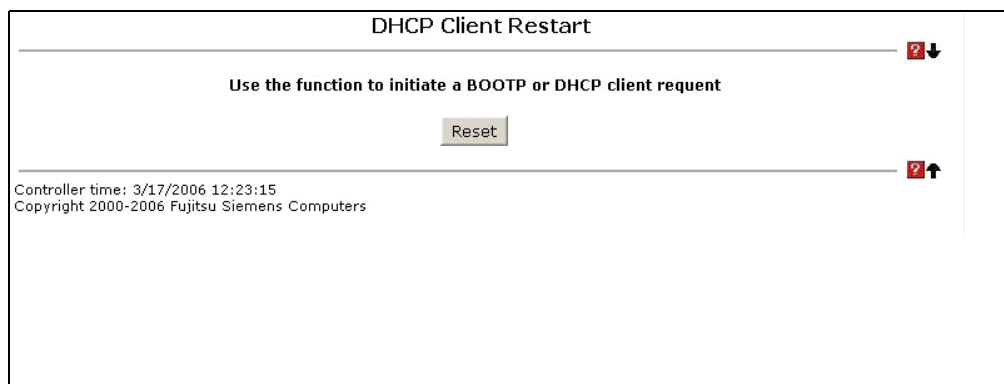 DHCP Client Restart
?
Use the function to initiate a BOOTP or DHCP client requent
Reset
?
Controller time: 3/17/2006 12:23:15
Copyright 2000-2006 Fujitsu Siemens Computers